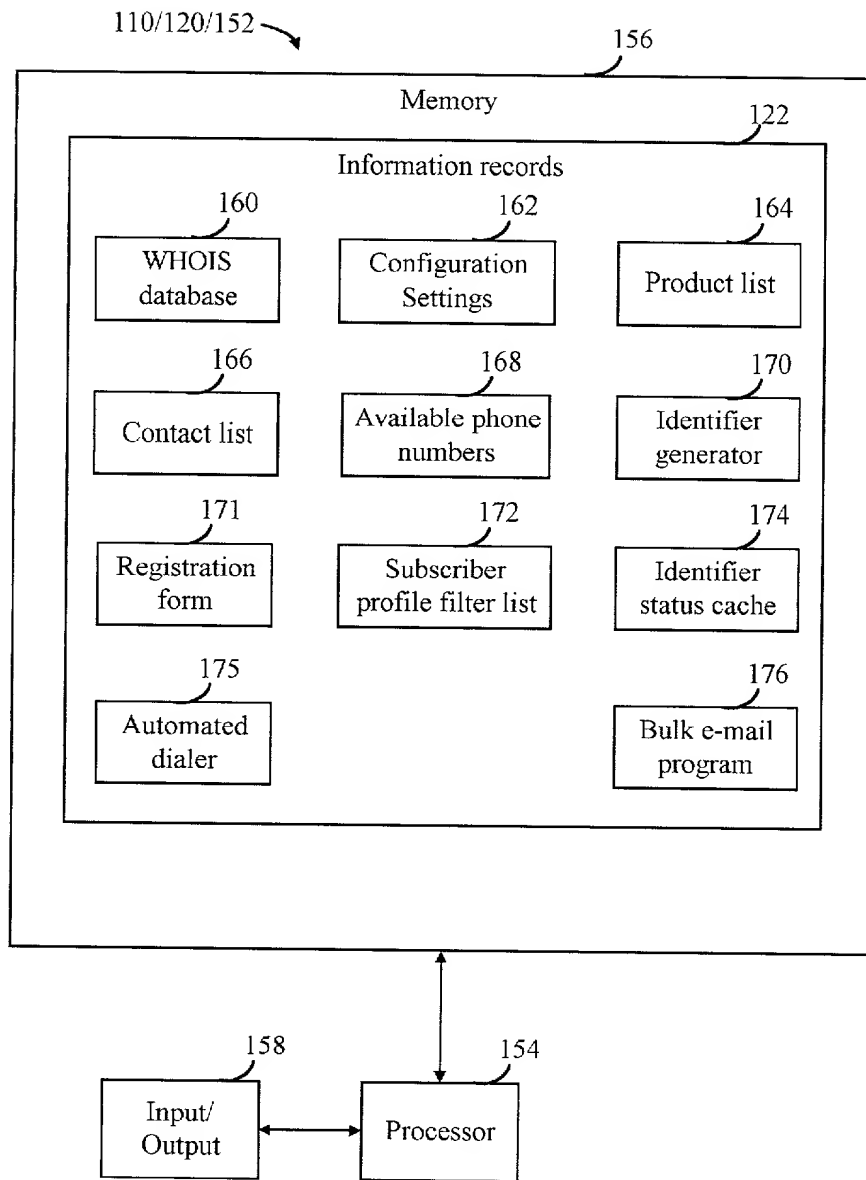 110/120/152
156
Memory
122
Information records
160
162
164
WHOIS
database
Configuration
Settings
Product list
166
168
170
Contact list
Available phone
numbers
Identifier
generator
171
172
174
Registration
form
Subscriber
profile filter list
Identifier
status cache
175
176
Automated
dialer
Bulk e-mail
program
158
154
Input/
Output
Processor